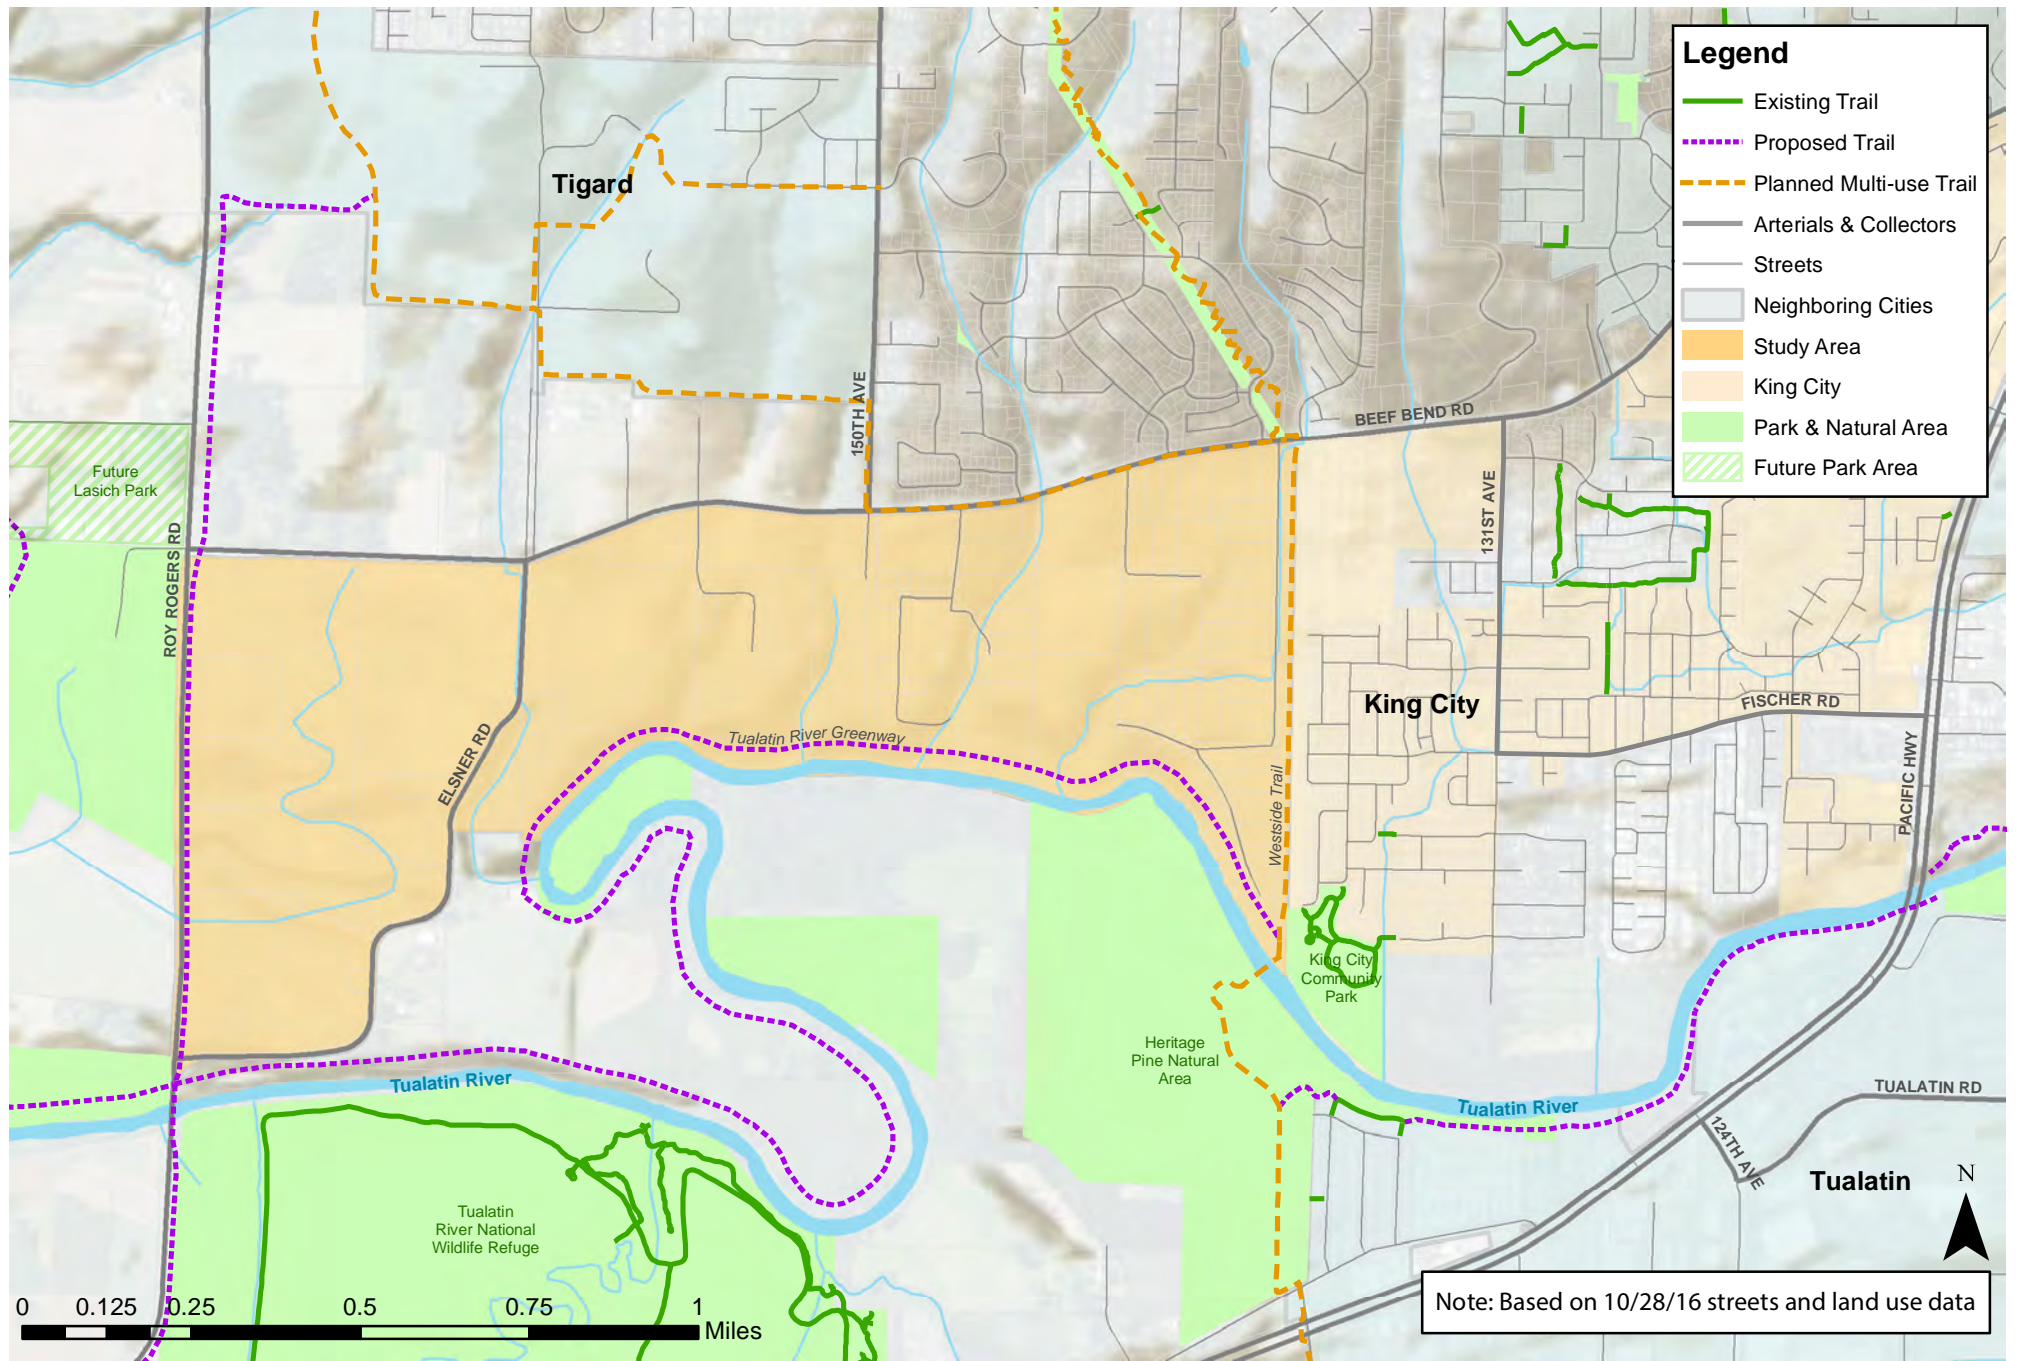 Legend
Existing Trail
Proposed Trail
Planned Multi-use Trail
Arterials & Collectors
Streets
Neighboring Cities
Study Area
King City
Park & Natural Area
Future Park Area
Tigard
150TH AVE
BEEF BEND RD
131ST AVE
Future
Lasich Park
ROY ROGERS RD
ELSNER RD
Tualatin River Greenway
Westside Trail
King City
FISCHER RD
PACIFIC HWY
King City
Community
Park
Heritage
Pine Natural
Area
Tualatin River
Tualatin River
TUALATIN RD
124TH AVE
Tualatin
N
Tualatin
River National
Wildlife Refuge
0 0.125 0.25 0.5 0.75 1
Miles
Note: Based on 10/28/16 streets and land use data